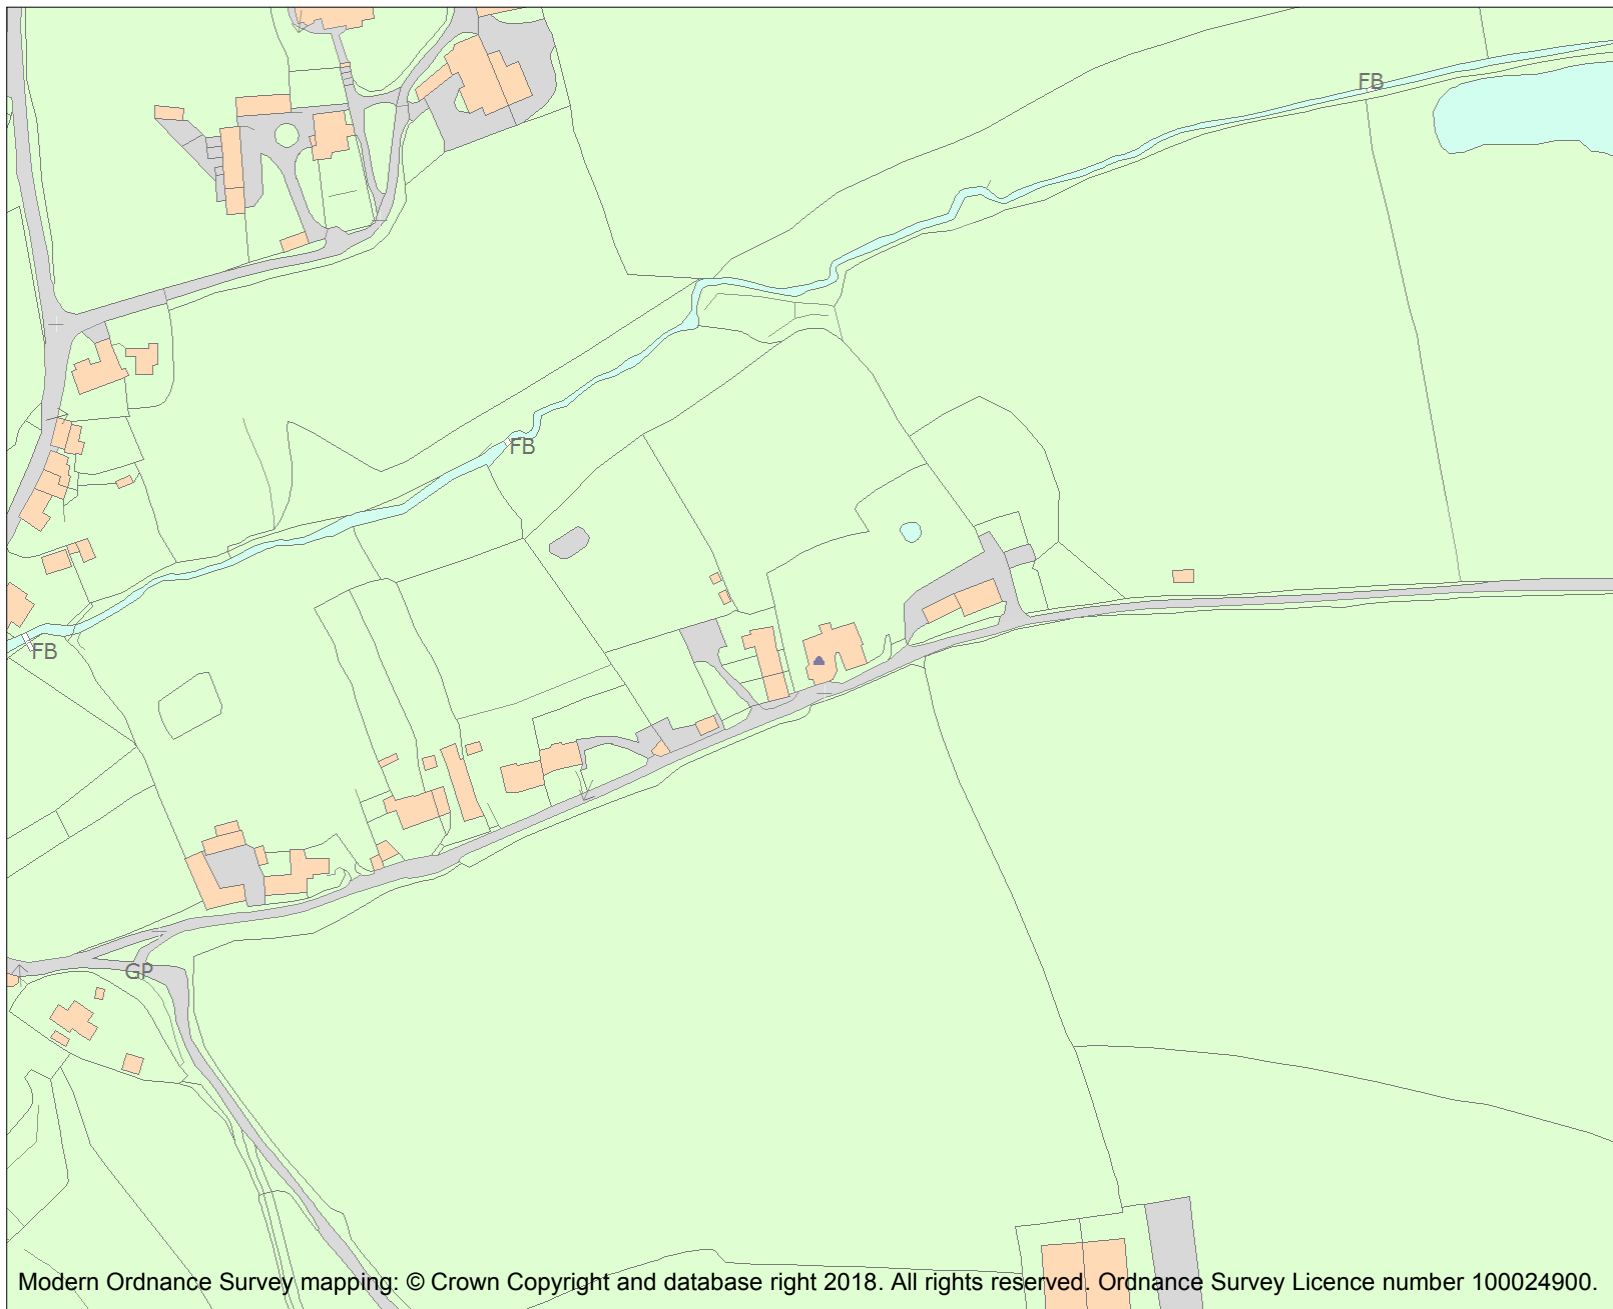 FB
FB
FB
GP
Modern Ordnance Survey mapping: © Crown Copyright and database right 2018. All rights reserved. Ordnance Survey Licence number 100024900.